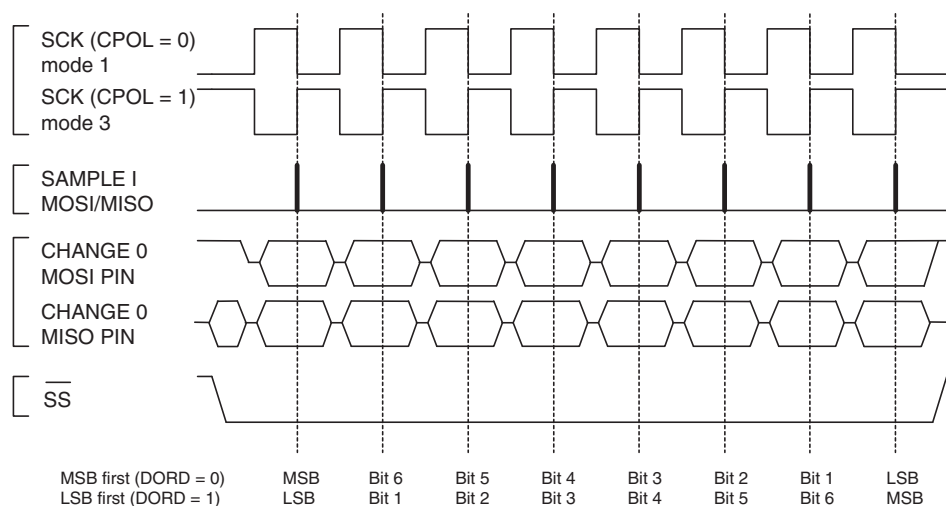 SCK (CPOL = 0)
mode 1
SCK (CPOL = 1)
mode 3
SAMPLE I
MOSI/MISO
CHANGE 0
MOSI PIN
CHANGE 0
MISO PIN
SS
MSB first (DORD = 0) MSB Bit 6 Bit 5 Bit 4 Bit 3 Bit 2 Bit 1 LSB
LSB first (DORD = 1) LSB Bit 1 Bit 2 Bit 3 Bit 4 Bit 5 Bit 6 MSB